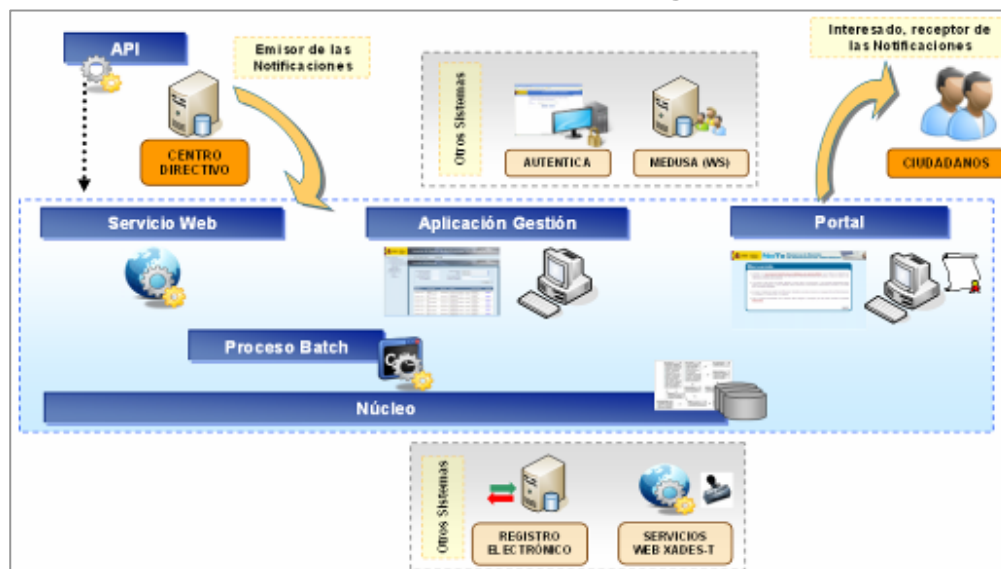 API
Emisor de las
Notificaciones
Interesado, receptor de
las Notificaciones
Otros Sistemas
AUTENTICA
MEDUSA (WS)
CENTRO
DIRECTIVO
CIUDADANOS
Servicio Web
Aplicación Gestión
Portal
Proceso Batch
Núcleo
Otros Sistemas
REGISTRO
ELECTRÓNICO
SERVICIOS
WEB XADES-T